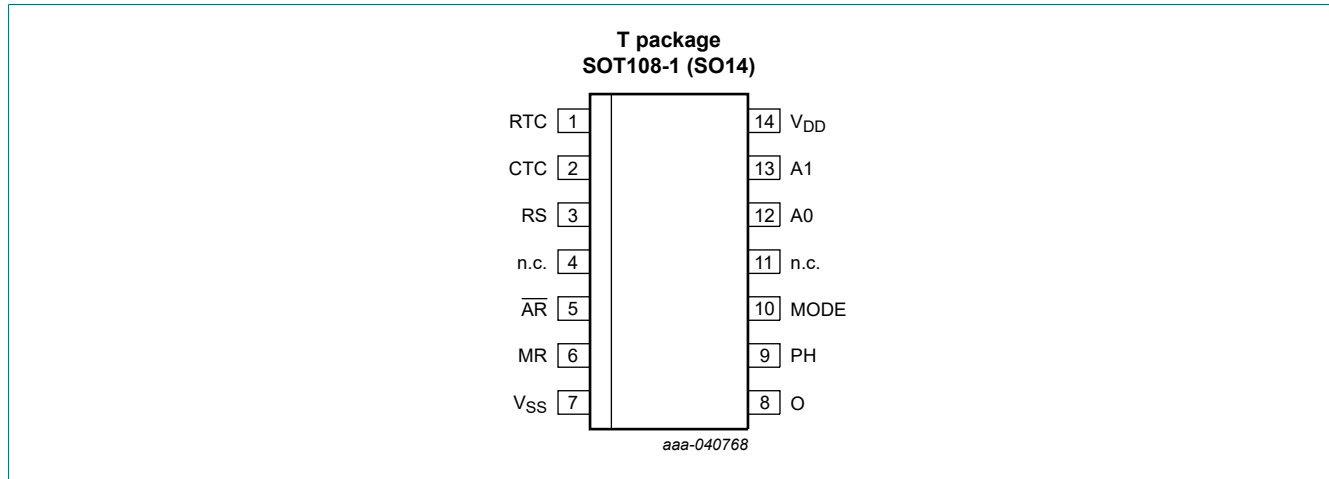 T package
SOT108-1 (SO14)
RTC 1 14 VDD
CTC 2 13 A1
RS 3 12 A0
n.c. 4 11 n.c.
A̅R̅ 5 10 MODE
MR 6 9 PH
VSS 7 8 O
aaa-040768